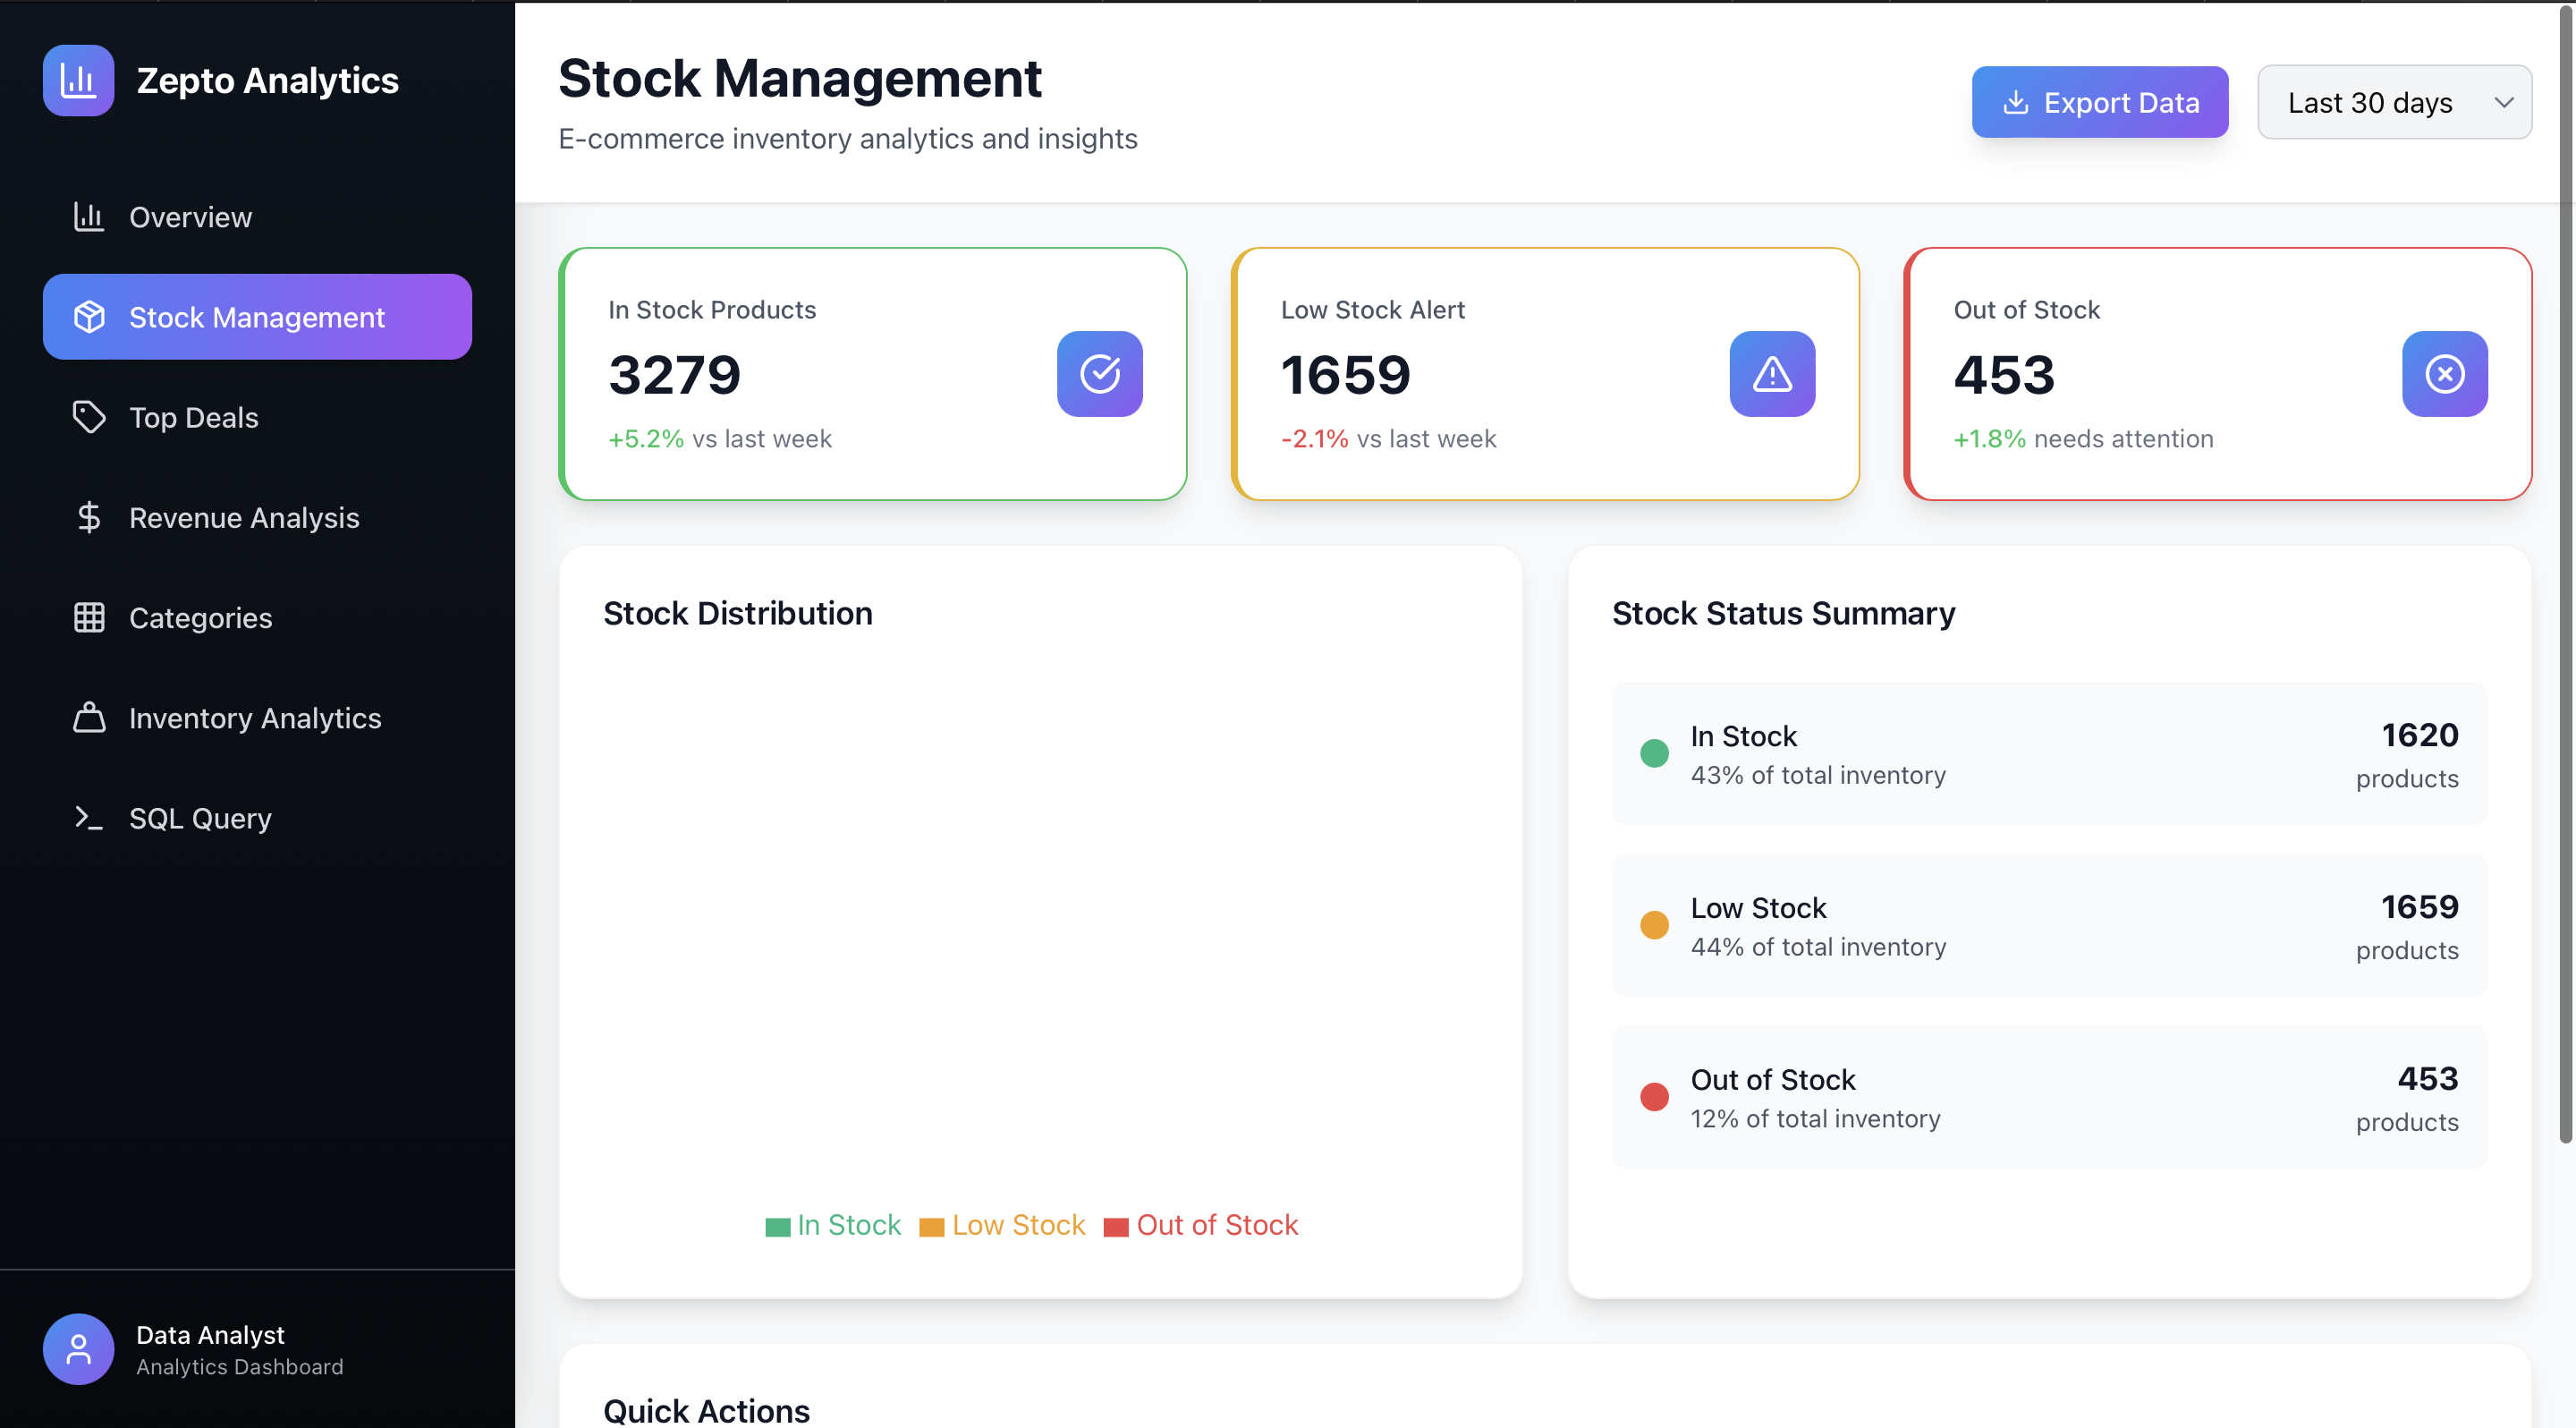 Zepto Analytics
Overview
Stock Management
Top Deals
Revenue Analysis
Categories
Inventory Analytics
SQL Query
Data Analyst
Analytics Dashboard
Stock Management
E-commerce inventory analytics and insights
Export Data
Last 30 days
In Stock Products
3279
+5.2% vs last week
Low Stock Alert
1659
-2.1% vs last week
Out of Stock
453
+1.8% needs attention
Stock Distribution
In Stock Low Stock Out of Stock
Stock Status Summary
In Stock
43% of total inventory
1620
products
Low Stock
44% of total inventory
1659
products
Out of Stock
12% of total inventory
453
products
Quick Actions